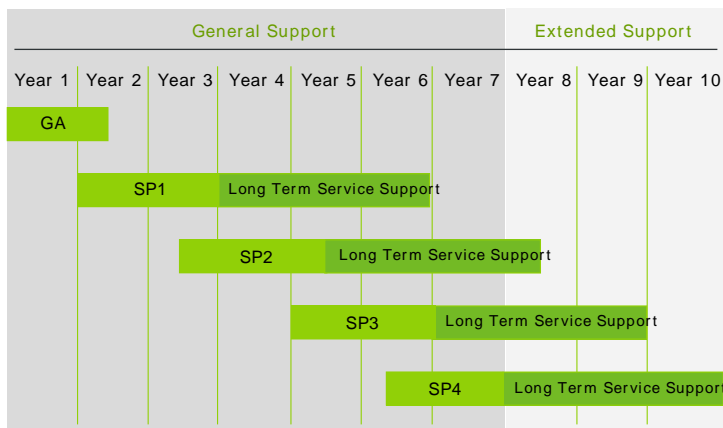 General Support Extended Support
Year 1 Year 2 Year 3 Year 4 Year 5 Year 6 Year 7 Year 8 Year 9 Year 10
GA
SP1 Long Term Service Support
SP2 Long Term Service Support
SP3 Long Term Service Support
SP4 Long Term Service Support